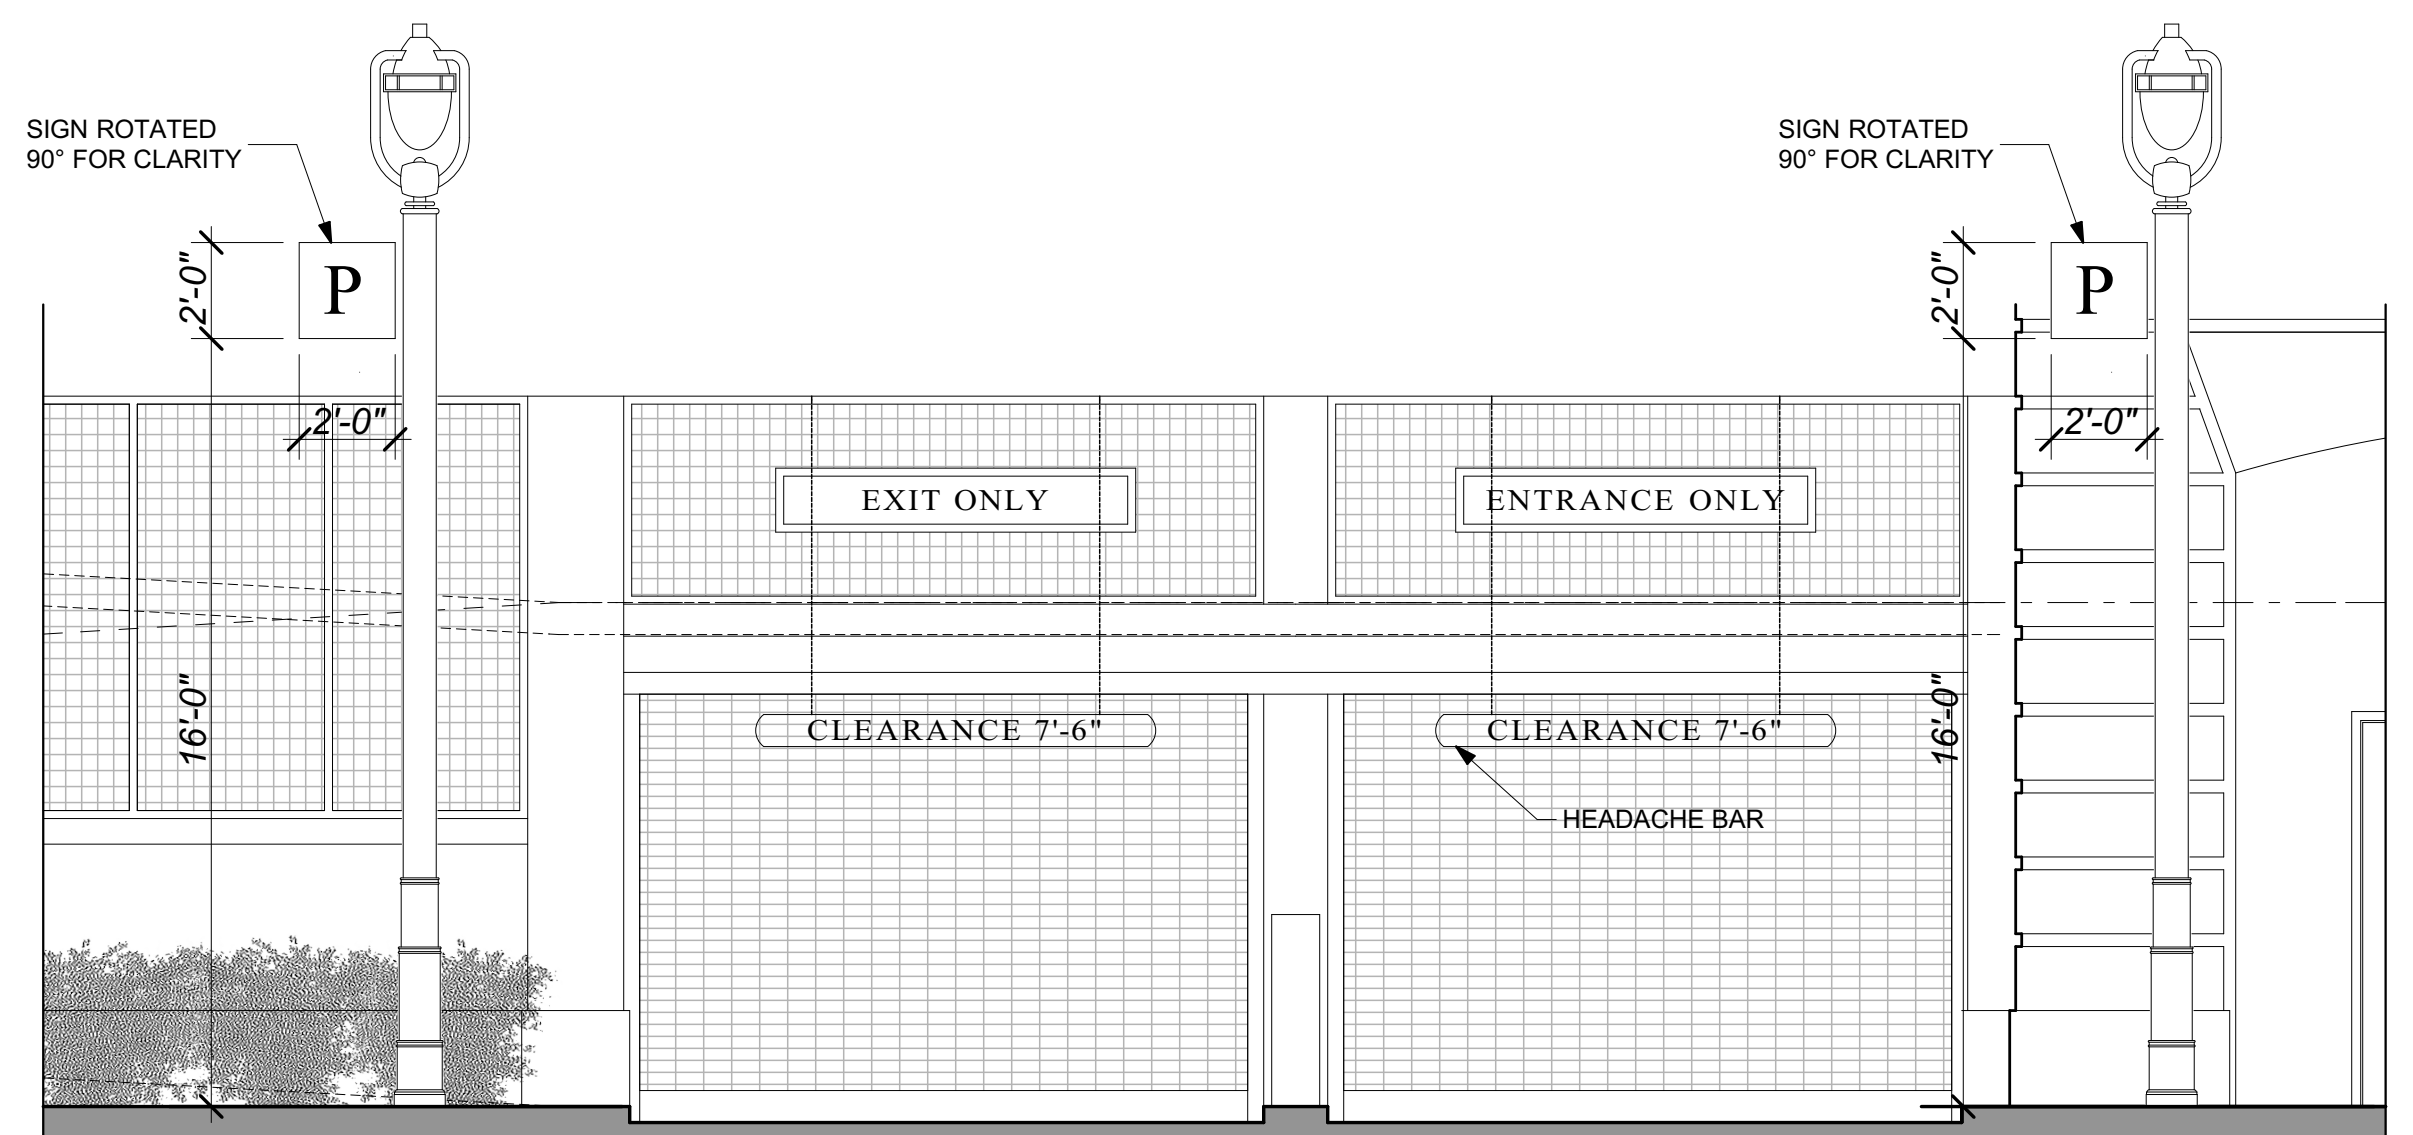 SIGN ROTATED
90° FOR CLARITY
SIGN ROTATED
90° FOR CLARITY
2'-0"
P
2'-0"
P
2'-0"
2'-0"
EXIT ONLY
ENTRANCE ONLY
16'-0"
16'-0"
CLEARANCE 7'-6"
CLEARANCE 7'-6"
HEADACHE BAR